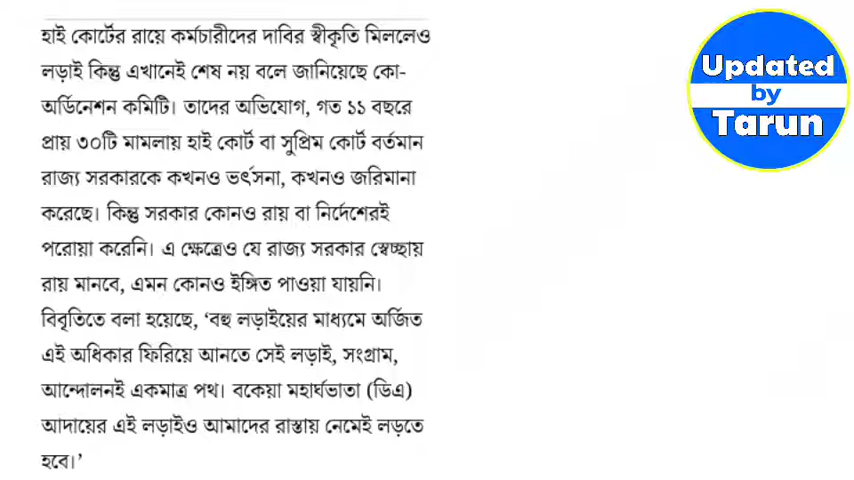 হাই কোর্টের রায়ে কর্মচারীদের দাবির স্বীকৃতি মিললেও
লড়াই কিন্তু এখানেই শেষ নয় বলে জানিয়েছে কো-
অর্ডিনেশন কমিটি। তাদের অভিযোগ, গত ১১ বছরে
প্রায় ৩০টি মামলায় হাই কোর্ট বা সুপ্রিম কোর্ট বর্তমান
রাজ্য সরকারকে কখনও ভর্ৎসনা, কখনও জরিমানা
করেছে। কিন্তু সরকার কোনও রায় বা নির্দেশেরই
পরোয়া করেনি। এ ক্ষেত্রেও যে রাজ্য সরকার স্বেচ্ছায়
রায় মানবে, এমন কোনও ইঙ্গিত পাওয়া যায়নি।
বিবৃতিতে বলা হয়েছে, ‘বহু লড়াইয়ের মাধ্যমে অর্জিত
এই অধিকার ফিরিয়ে আনতে সেই লড়াই, সংগ্রাম,
আন্দোলনই একমাত্র পথ। বকেয়া মহার্ঘভাতা (ডিএ)
আদায়ের এই লড়াইও আমাদের রাস্তায় নেমেই লড়তে
হবে।’
Updated
by
Tarun